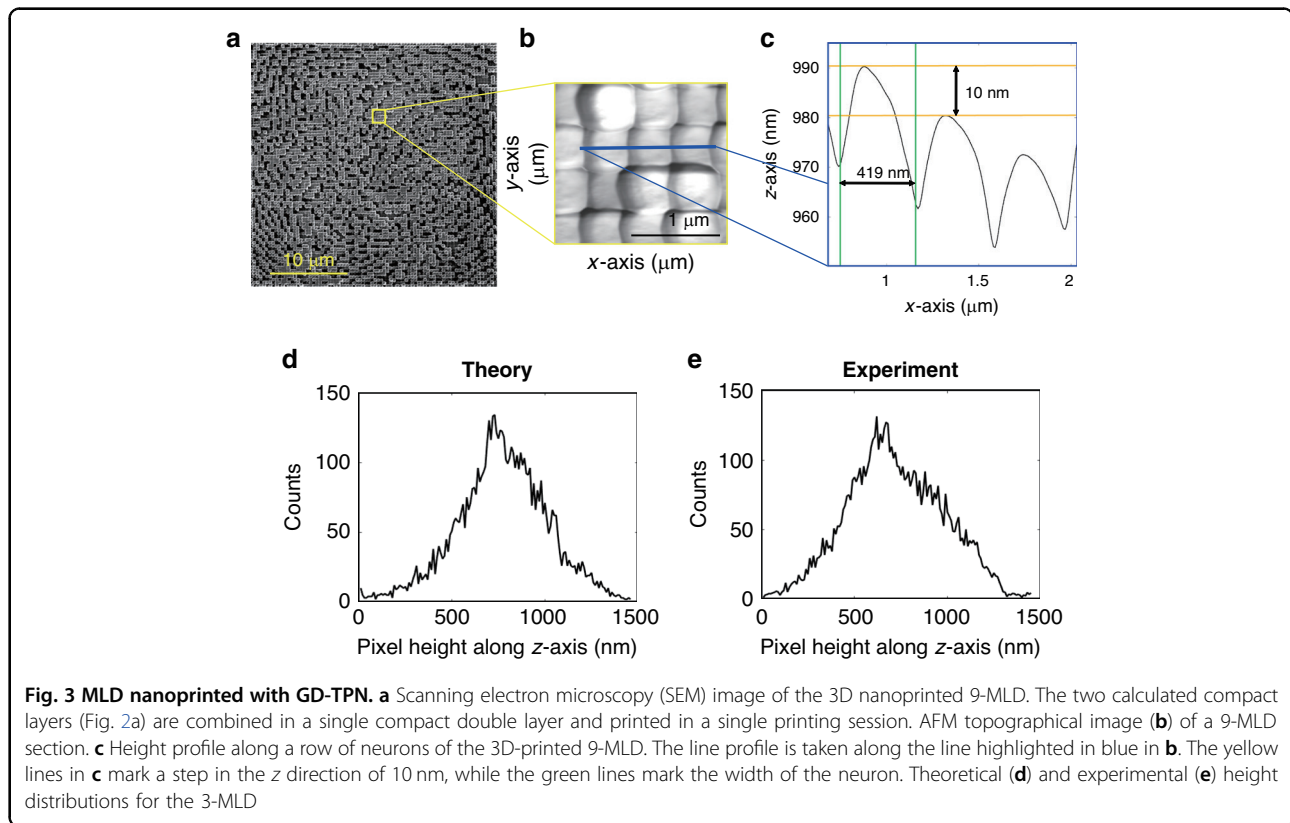 a
b
c
10 μm
y-axis
(μm)
1 μm
x-axis (μm)
z-axis (nm)
990
980
970
960
10 nm
419 nm
1
1.5
2
x-axis (μm)
d
Theory
Counts
150
100
50
0
0
500
1000
1500
Pixel height along z-axis (nm)
e
Experiment
Counts
150
100
50
0
0
500
1000
1500
Pixel height along z-axis (nm)
Fig. 3 MLD nanoprinted with GD-TPN. a Scanning electron microscopy (SEM) image of the 3D nanoprinted 9-MLD. The two calculated compact
layers (Fig. 2a) are combined in a single compact double layer and printed in a single printing session. AFM topographical image (b) of a 9-MLD
section. c Height profile along a row of neurons of the 3D-printed 9-MLD. The line profile is taken along the line highlighted in blue in b. The yellow
lines in c mark a step in the z direction of 10 nm, while the green lines mark the width of the neuron. Theoretical (d) and experimental (e) height
distributions for the 3-MLD